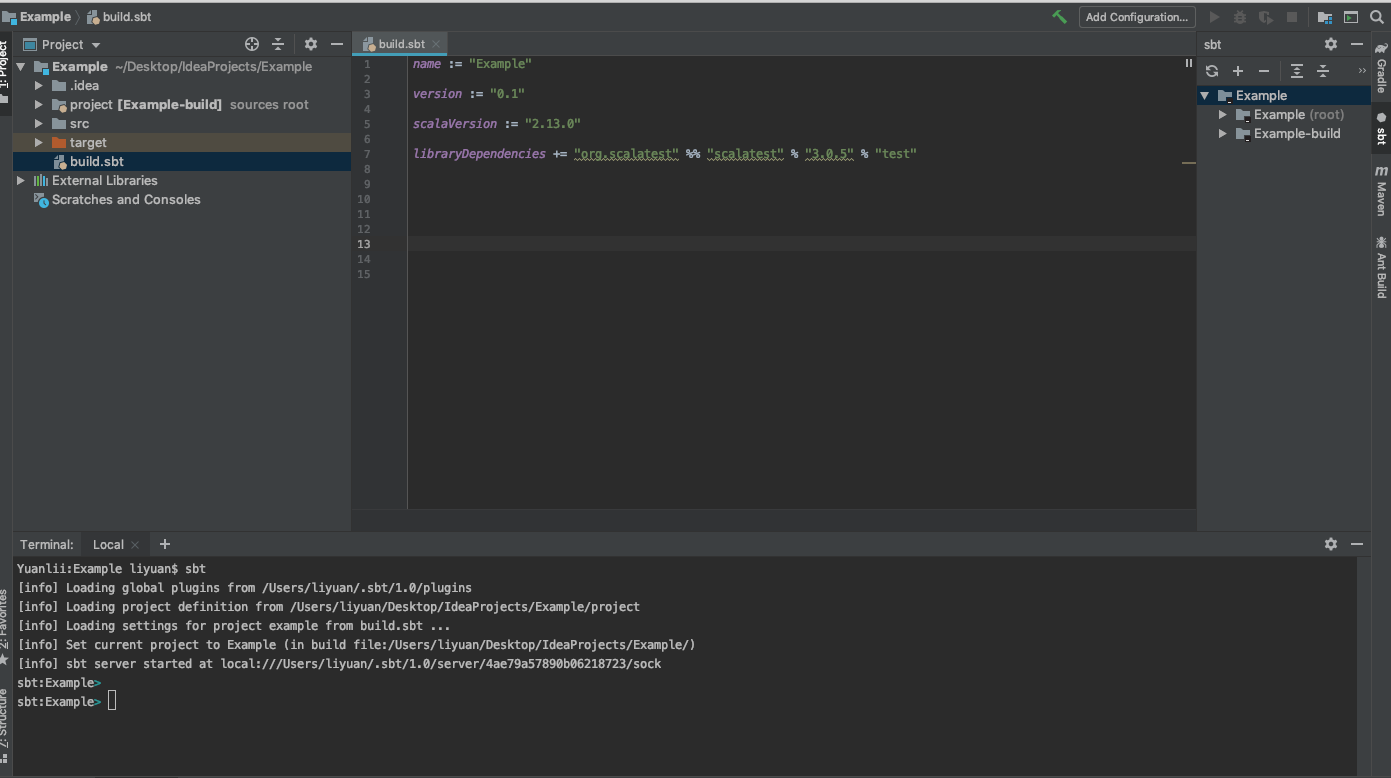 Example
build.sbt
Add Configuration...
1: Project
Project
Example ~/Desktop/IdeaProjects/Example
.idea
project [Example-build] sources root
src
target
build.sbt
External Libraries
Scratches and Consoles
build.sbt
1 name := "Example"
2
3 version := "0.1"
4
5 scalaVersion := "2.13.0"
6
7 libraryDependencies += "org.scalatest" %% "scalatest" % "3.0.5" % "test"
8
9
10
11
12
13
14
15
sbt
Example
Example (root)
Example-build
Gradle
sbt
Maven
Ant Build
2: Favorites
7: Structure
Terminal: Local
Yuanlii:Example liyuan$ sbt
[info] Loading global plugins from /Users/liyuan/.sbt/1.0/plugins
[info] Loading project definition from /Users/liyuan/Desktop/IdeaProjects/Example/project
[info] Loading settings for project example from build.sbt ...
[info] Set current project to Example (in build file:/Users/liyuan/Desktop/IdeaProjects/Example/)
[info] sbt server started at local:///Users/liyuan/.sbt/1.0/server/4ae79a57890b06218723/sock
sbt:Example>
sbt:Example>